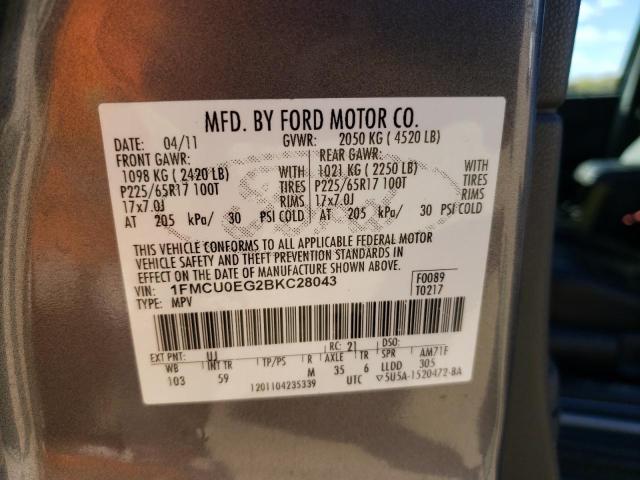 MFD. BY FORD MOTOR CO.
DATE: 04/11 GVWR: 2050 KG ( 4520 LB)
FRONT GAWR: REAR GAWR:
1098 KG ( 2420 LB) WITH 1021 KG ( 2250 LB) WITH
P225/65R17 100T TIRES P225/65R17 100T TIRES
17x7.0J RIMS 17x7.0J RIMS
AT 205 kPa/ 30 PSI COLD AT 205 kPa/ 30 PSI COLD
THIS VEHICLE CONFORMS TO ALL APPLICABLE FEDERAL MOTOR
VEHICLE SAFETY AND THEFT PREVENTION STANDARDS IN
EFFECT ON THE DATE OF MANUFACTURE SHOWN ABOVE.
VIN: 1FMCU0EG2BKC28043 F0089
TYPE: MPV T0217
EXT PNT: UJ RC: 21 DSO:
WB INT TR TP/PS R AXLE TR SPR AM71F
103 59 M 35 6 LLDD 305
1201104235339 UTC ▽5U5A-1520472-BA